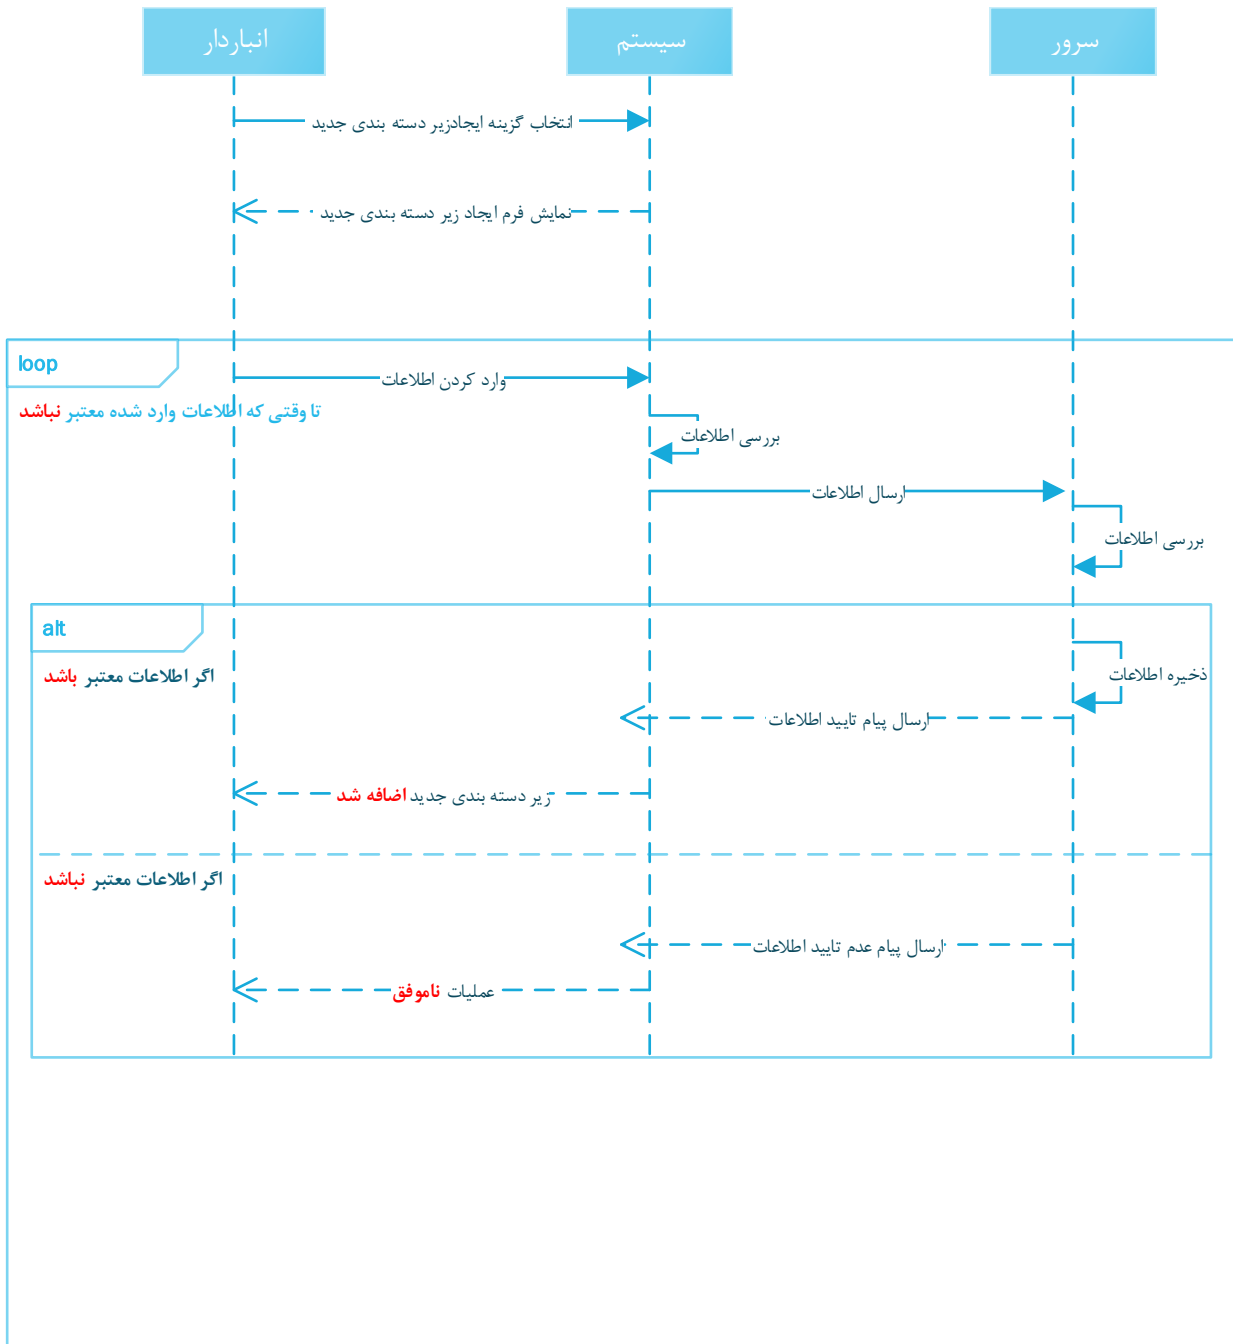 انباردار
سیستم
سرور
انتخاب گزینه ایجادزیر دسته بندی جدید
نمایش فرم ایجاد زیر دسته بندی جدید
loop
وارد کردن اطلاعات
تا وقتی که اطلاعات وارد شده معتبر نباشد
بررسی اطلاعات
ارسال اطلاعات
بررسی اطلاعات
alt
اگر اطلاعات معتبر باشد
ذخیره اطلاعات
ارسال پیام تایید اطلاعات
زیر دسته بندی جدید اضافه شد
اگر اطلاعات معتبر نباشد
ارسال پیام عدم تایید اطلاعات
عملیات ناموفق